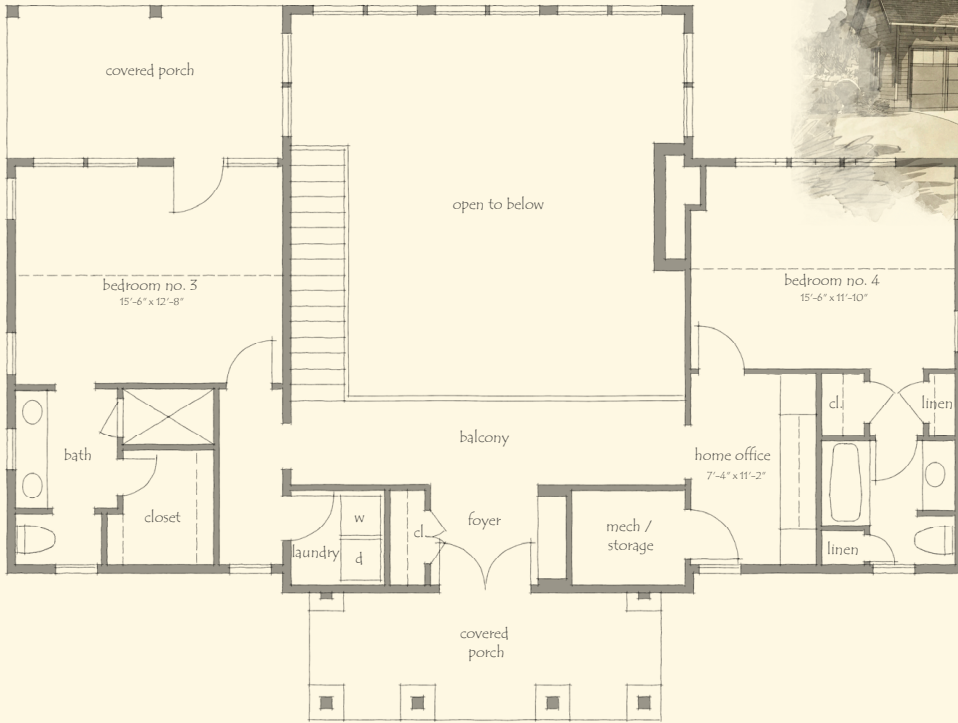 covered porch
open to below
bedroom no. 3
15'-6" x 12'-8"
bedroom no. 4
15'-6" x 11'-10"
cl.
linen
balcony
bath
home office
7'-4" x 11'-2"
closet
w
foyer
cl.
mech /
storage
laundry
d
linen
covered
porch